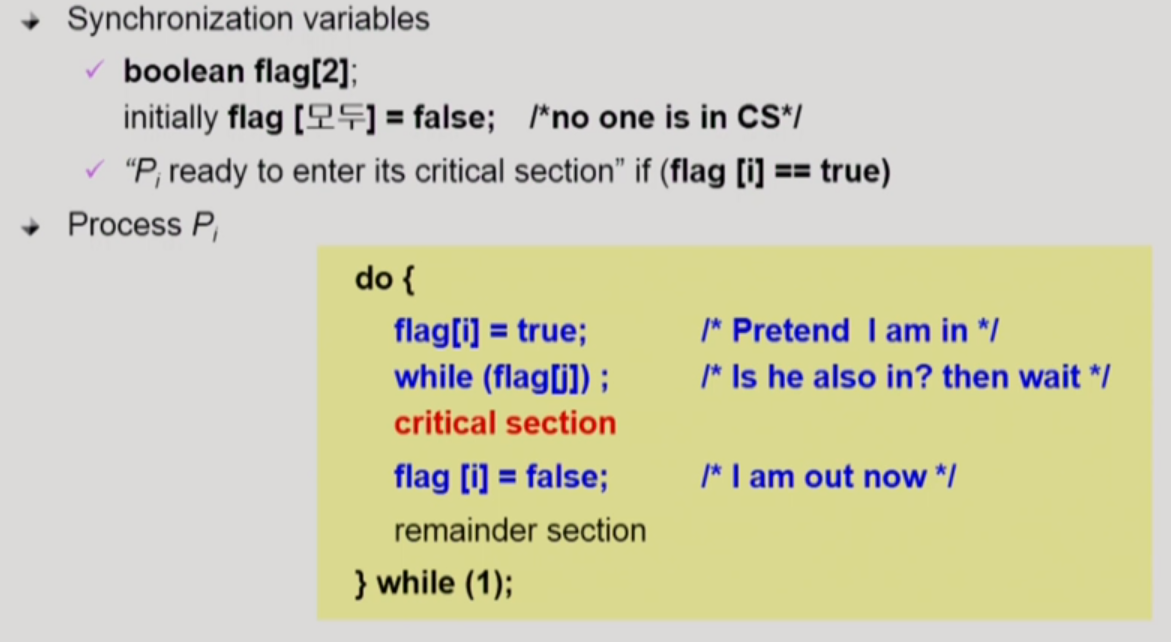 Synchronization variables
✓ boolean flag[2];
initially flag [모두] = false; /*no one is in CS*/
✓ “Pi ready to enter its critical section” if (flag [i] == true)
Process Pi
do {
flag[i] = true; /* Pretend I am in */
while (flag[j]) ; /* Is he also in? then wait */
critical section
flag [i] = false; /* I am out now */
remainder section
} while (1);